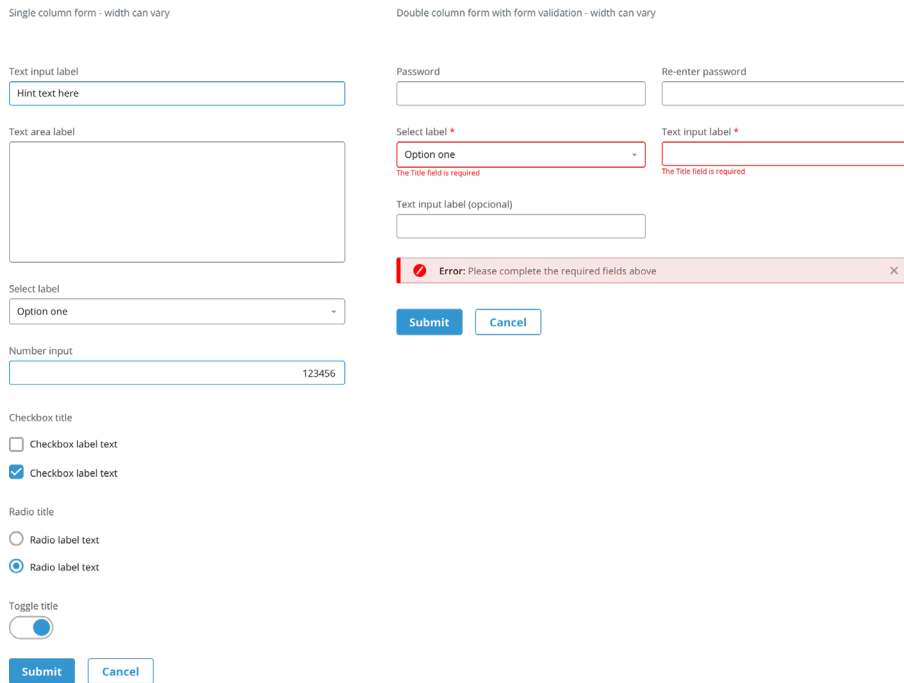 Single column form - width can vary
Text input label
Hint text here
Text area label
Select label
Option one
Number input
123456
Checkbox title
Checkbox label text
Checkbox label text
Radio title
Radio label text
Radio label text
Toggle title
Submit Cancel
Double column form with form validation - width can vary
Password Re-enter password
Select label * Text input label *
Option one
The Title field is required The Title field is required
Text input label (opcional)
Error: Please complete the required fields above
Submit Cancel